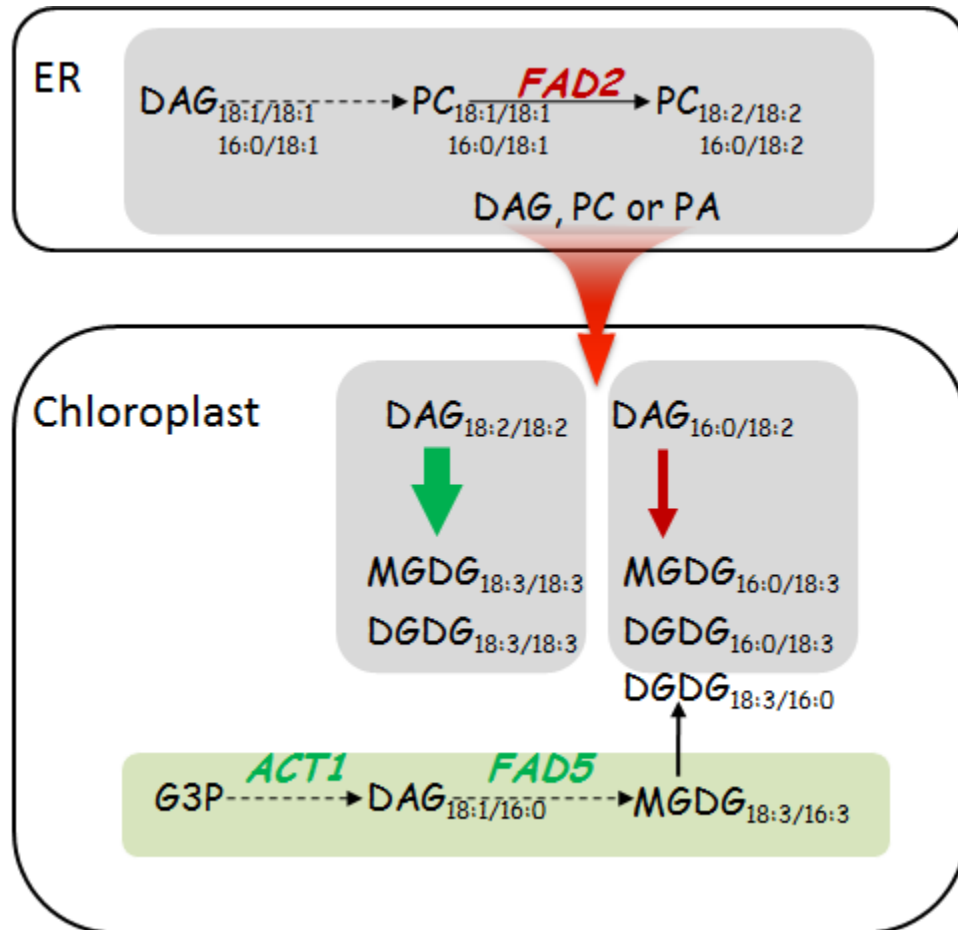 ER
FAD2
DAG18:1/18:1 PC18:1/18:1 PC18:2/18:2
16:0/18:1 16:0/18:1 16:0/18:2
DAG, PC or PA
Chloroplast
DAG18:2/18:2 DAG16:0/18:2
MGDG18:3/18:3 MGDG16:0/18:3
DGDG18:3/18:3 DGDG16:0/18:3
DGDG18:3/16:0
ACT1 FAD5
G3P DAG18:1/16:0 MGDG18:3/16:3